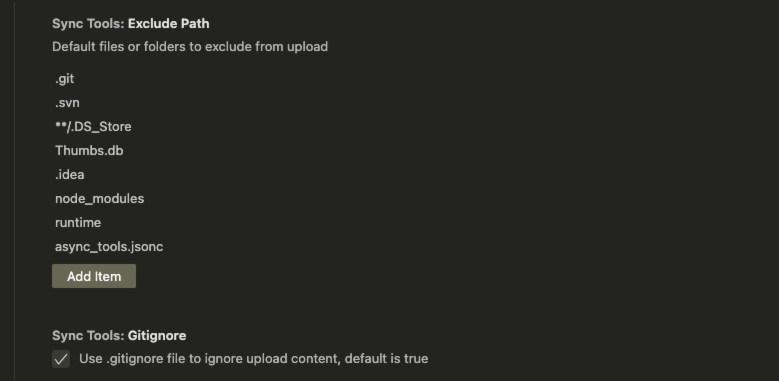 Sync Tools: Exclude Path
Default files or folders to exclude from upload
.git
.svn
**/.DS_Store
Thumbs.db
.idea
node_modules
runtime
async_tools.jsonc
Add Item
Sync Tools: Gitignore
Use .gitignore file to ignore upload content, default is true